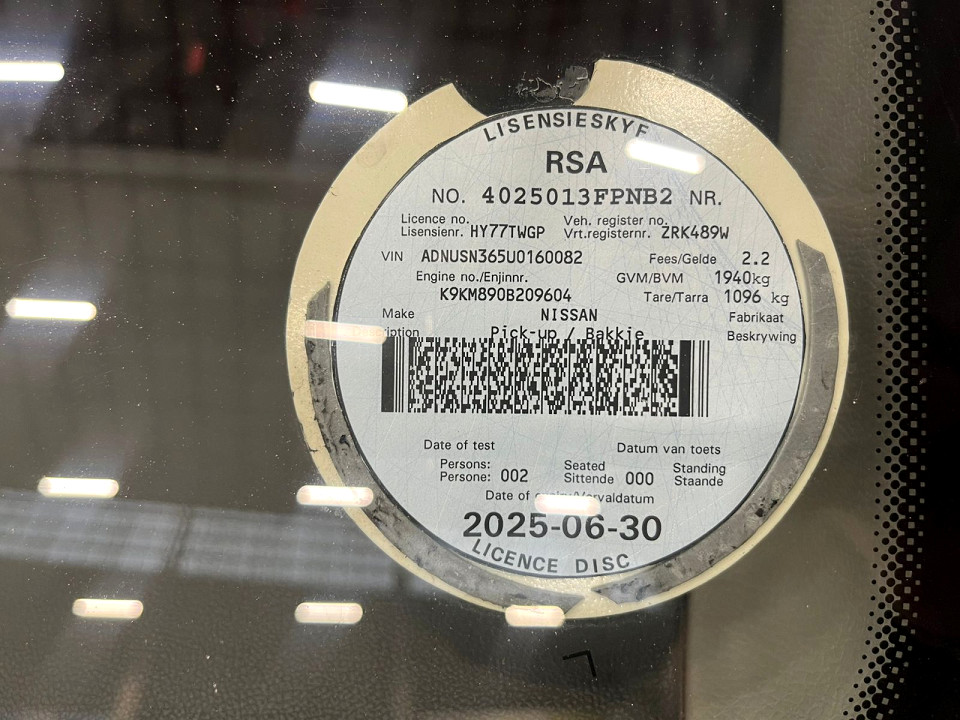 LISENSIESKYF
RSA
NO. 4025013FPNB2 NR.
Licence no. Veh. register no.
Lisensienr. HY77TWGP Vrt.registernr. ZRK489W
VIN ADNUSN365U0160082 Fees/Gelde 2.2
Engine no./Enjinnr. GVM/BVM 1940kg
K9KM890B209604 Tare/Tarra 1096 kg
Make NISSAN Fabrikaat
Pick-up / Bakkie Beskrywing
Date of test Datum van toets
Persons: Seated Standing
Persone: 002 Sittende 000 Staande
Date of
2025-06-30
LICENCE DISC